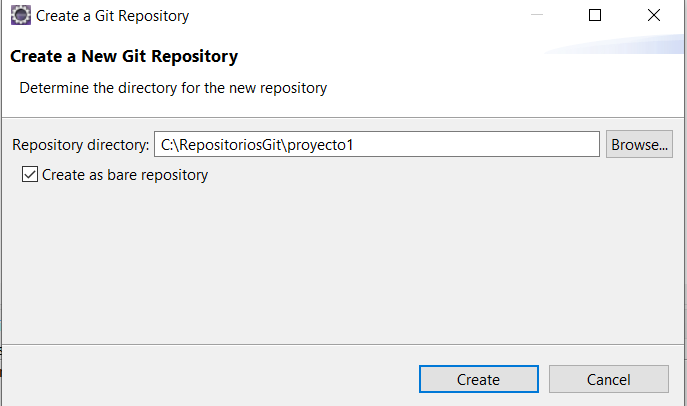 Create a Git Repository
Create a New Git Repository
Determine the directory for the new repository
Repository directory: C:\RepositoriosGit\proyecto1 Browse...
Create as bare repository
Create Cancel